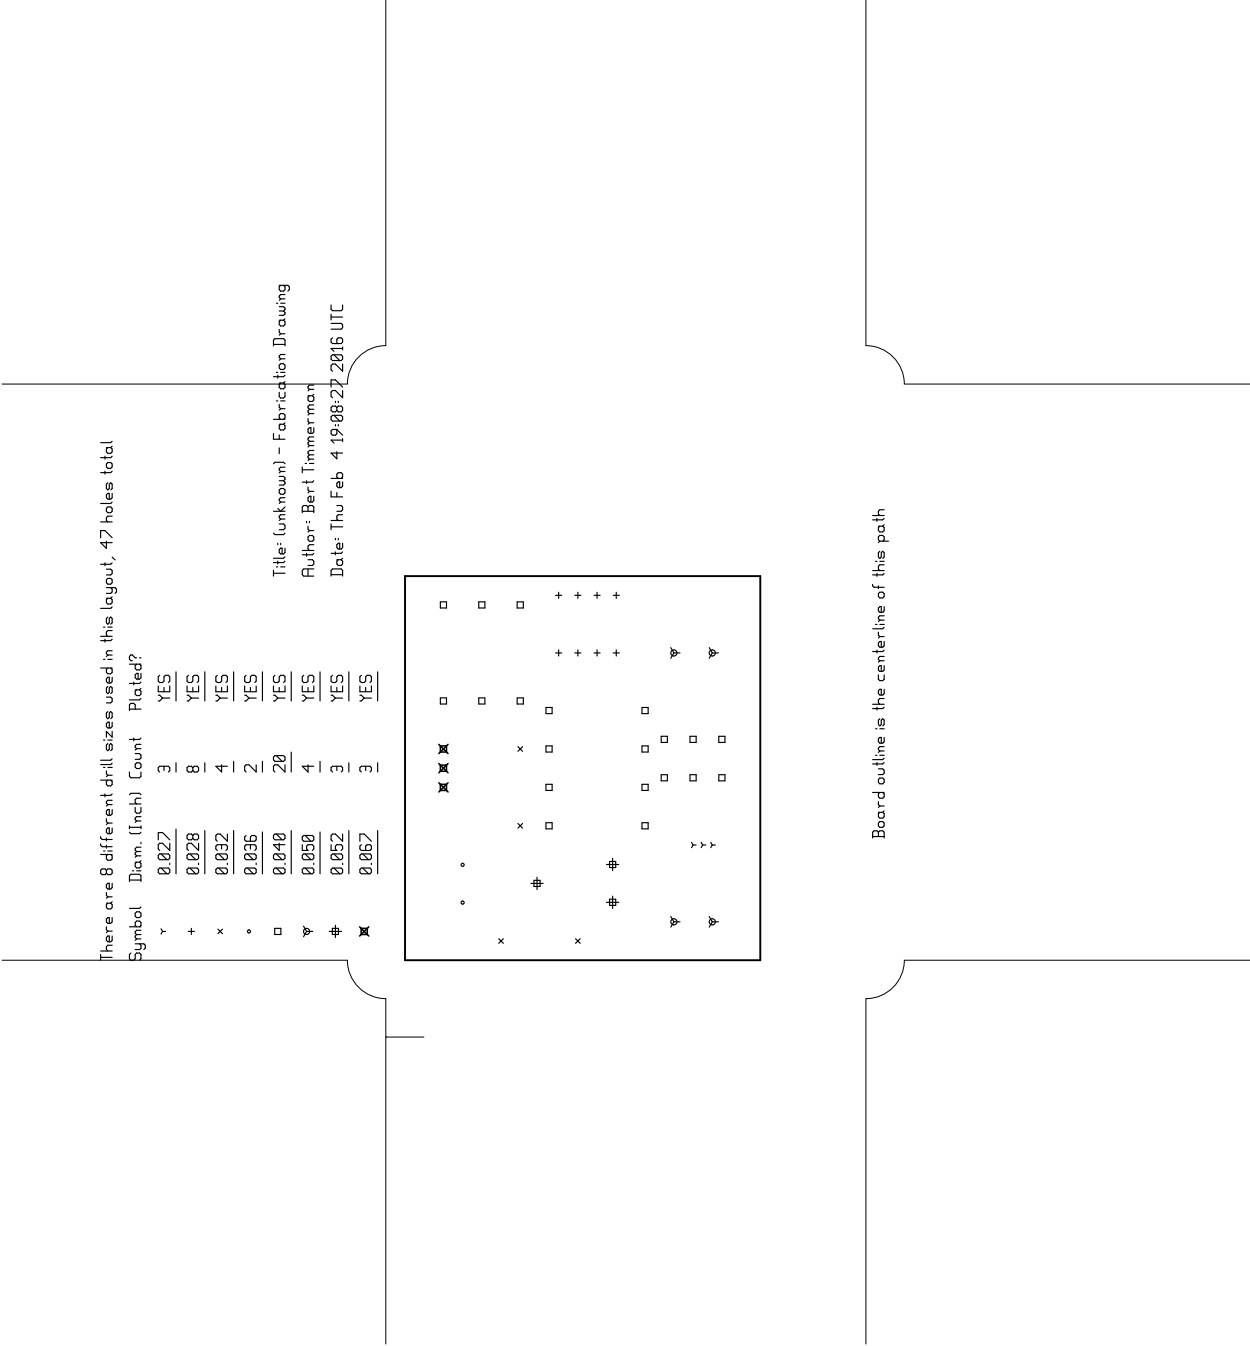 There are 8 different drill sizes used in this layout, 47 holes total
Symbol Diam. (Inch) Count Plated?
0.027 3 YES
0.028 8 YES
0.032 4 YES
0.036 2 YES
0.040 20 YES
0.050 4 YES
0.052 3 YES
0.067 3 YES
Title: (unknown) - Fabrication Drawing
Author: Bert Timmerman
Date: Thu Feb 4 19:08:27 2016 UTC
Board outline is the centerline of this path